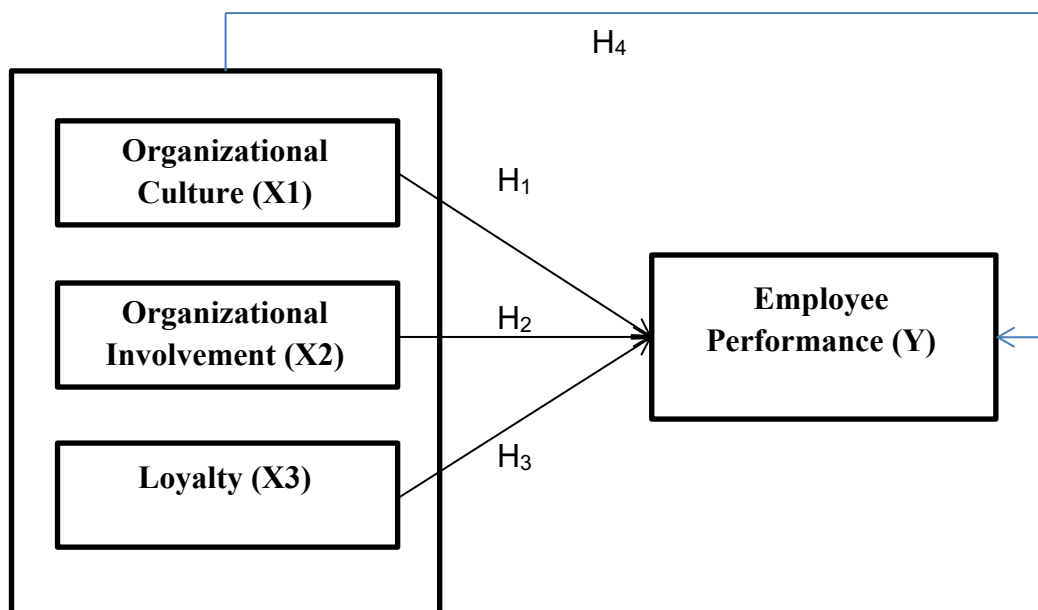 H₄
Organizational
Culture (X1)
H₁
Organizational
Involvement (X2)
H₂
Employee
Performance (Y)
Loyalty (X3)
H₃